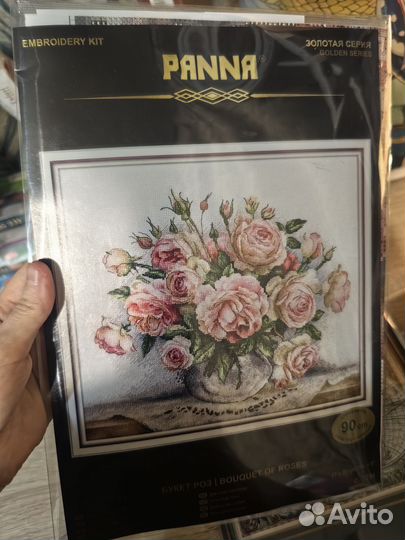 EMBROIDERY KIT
PANNA®
ЗОЛОТАЯ СЕРИЯ
GOLDEN SERIES
90
БУКЕТ РОЗ | BOUQUET OF ROSES
Avito